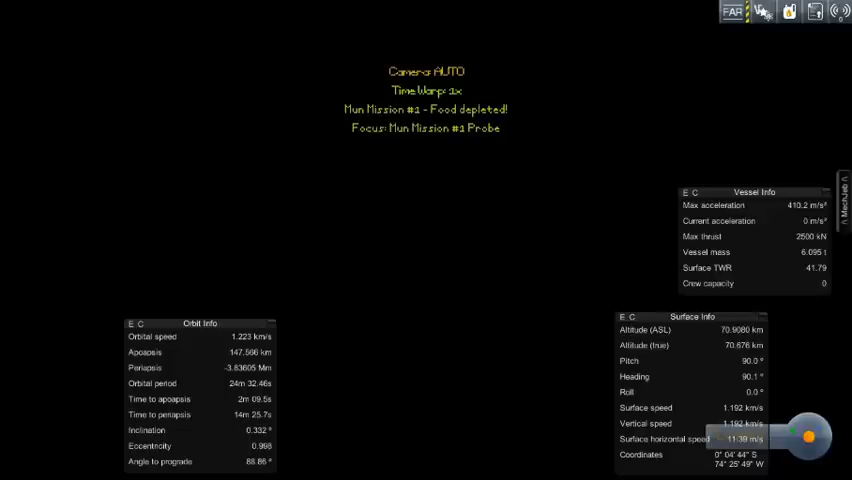 FAR
Camera: AUTO
Time Warp: 1x
Mun Mission #1 - Food depleted!
Focus: Mun Mission #1 Probe
E C Vessel Info
Max acceleration 410.2 m/s²
Current acceleration 0 m/s²
Max thrust 2500 kN
Vessel mass 6.095 t
Surface TWR 41.79
Crew capacity 0
/\ MechJeb /\
E C Orbit Info
Orbital speed 1.223 km/s
Apoapsis 147.566 km
Periapsis -3.83605 Mm
Orbital period 24m 32.46s
Time to apoapsis 2m 09.5s
Time to periapsis 14m 25.7s
Inclination 0.332 º
Eccentricity 0.998
Angle to prograde 88.86 º
E C Surface Info
Altitude (ASL) 70.9080 km
Altitude (true) 70.676 km
Pitch 90.0 º
Heading 90.1 º
Roll 0.0 º
Surface speed 1.192 km/s
Vertical speed 1.192 km/s
Surface horizontal speed 11.39 m/s
Coordinates 0° 04' 44" S
74° 25' 49" W